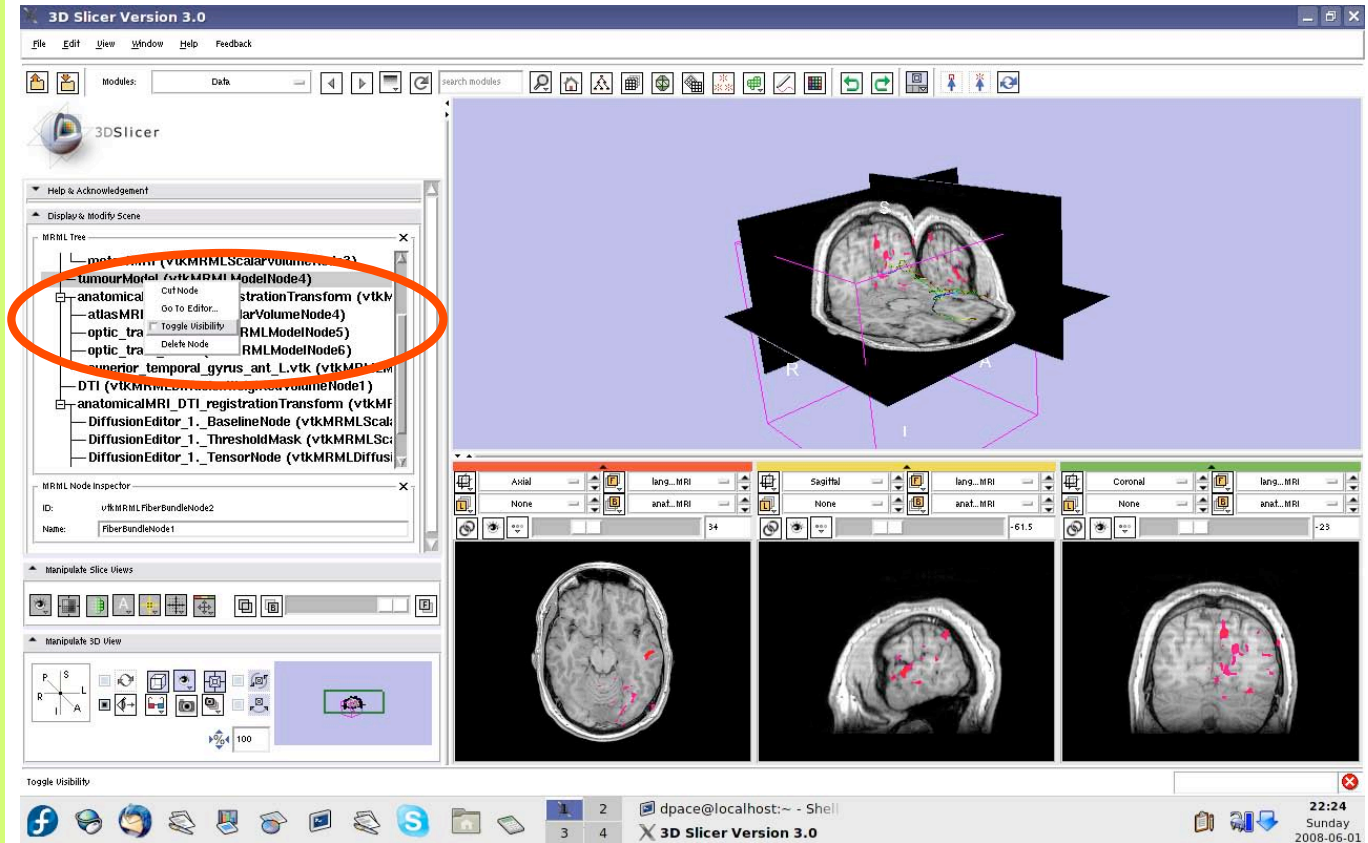 3D Slicer Version 3.0
File Edit View Window Help Feedback
Modules: Data search modules
3DSlicer
Help & Acknowledgement
Display & Modify Scene
MRML Tree
(vtkMRMLScalarVolumeNode3)
tumourModel (vtkMRMLModelNode4)
Cut Node
anatomical istrationTransform (vtkM
Go To Editor...
atlasMRI larVolumeNode4)
Toggle Visibility
optic_tra RMLModelNode5)
Delete Node
optic_tra RMLModelNode6)
superior_temporal_gyrus_ant_L.vtk (vtkMRMLM
DTI (vtkMRMLDiffusionWeightedVolumeNode1)
anatomicalMRI_DTI_registrationTransform (vtkMF
DiffusionEditor_1._BaselineNode (vtkMRMLScala
DiffusionEditor_1._ThresholdMask (vtkMRMLSca
DiffusionEditor_1._TensorNode (vtkMRMLDiffusi
MRML Node Inspector
ID: vtkMRMLFiberBundleNode2
Name: FiberBundleNode1
Manipulate Slice Views
Manipulate 3D View
P S
R L
I A
100
S
R A
I
Axial lang...MRI
None anat...MRI
34
Sagittal lang...MRI
None anat...MRI
-61.5
Coronal lang...MRI
None anat...MRI
-23
Toggle Visibility
1 2
3 4
dpace@localhost:~ - Shell
3D Slicer Version 3.0
22:24
Sunday
2008-06-01